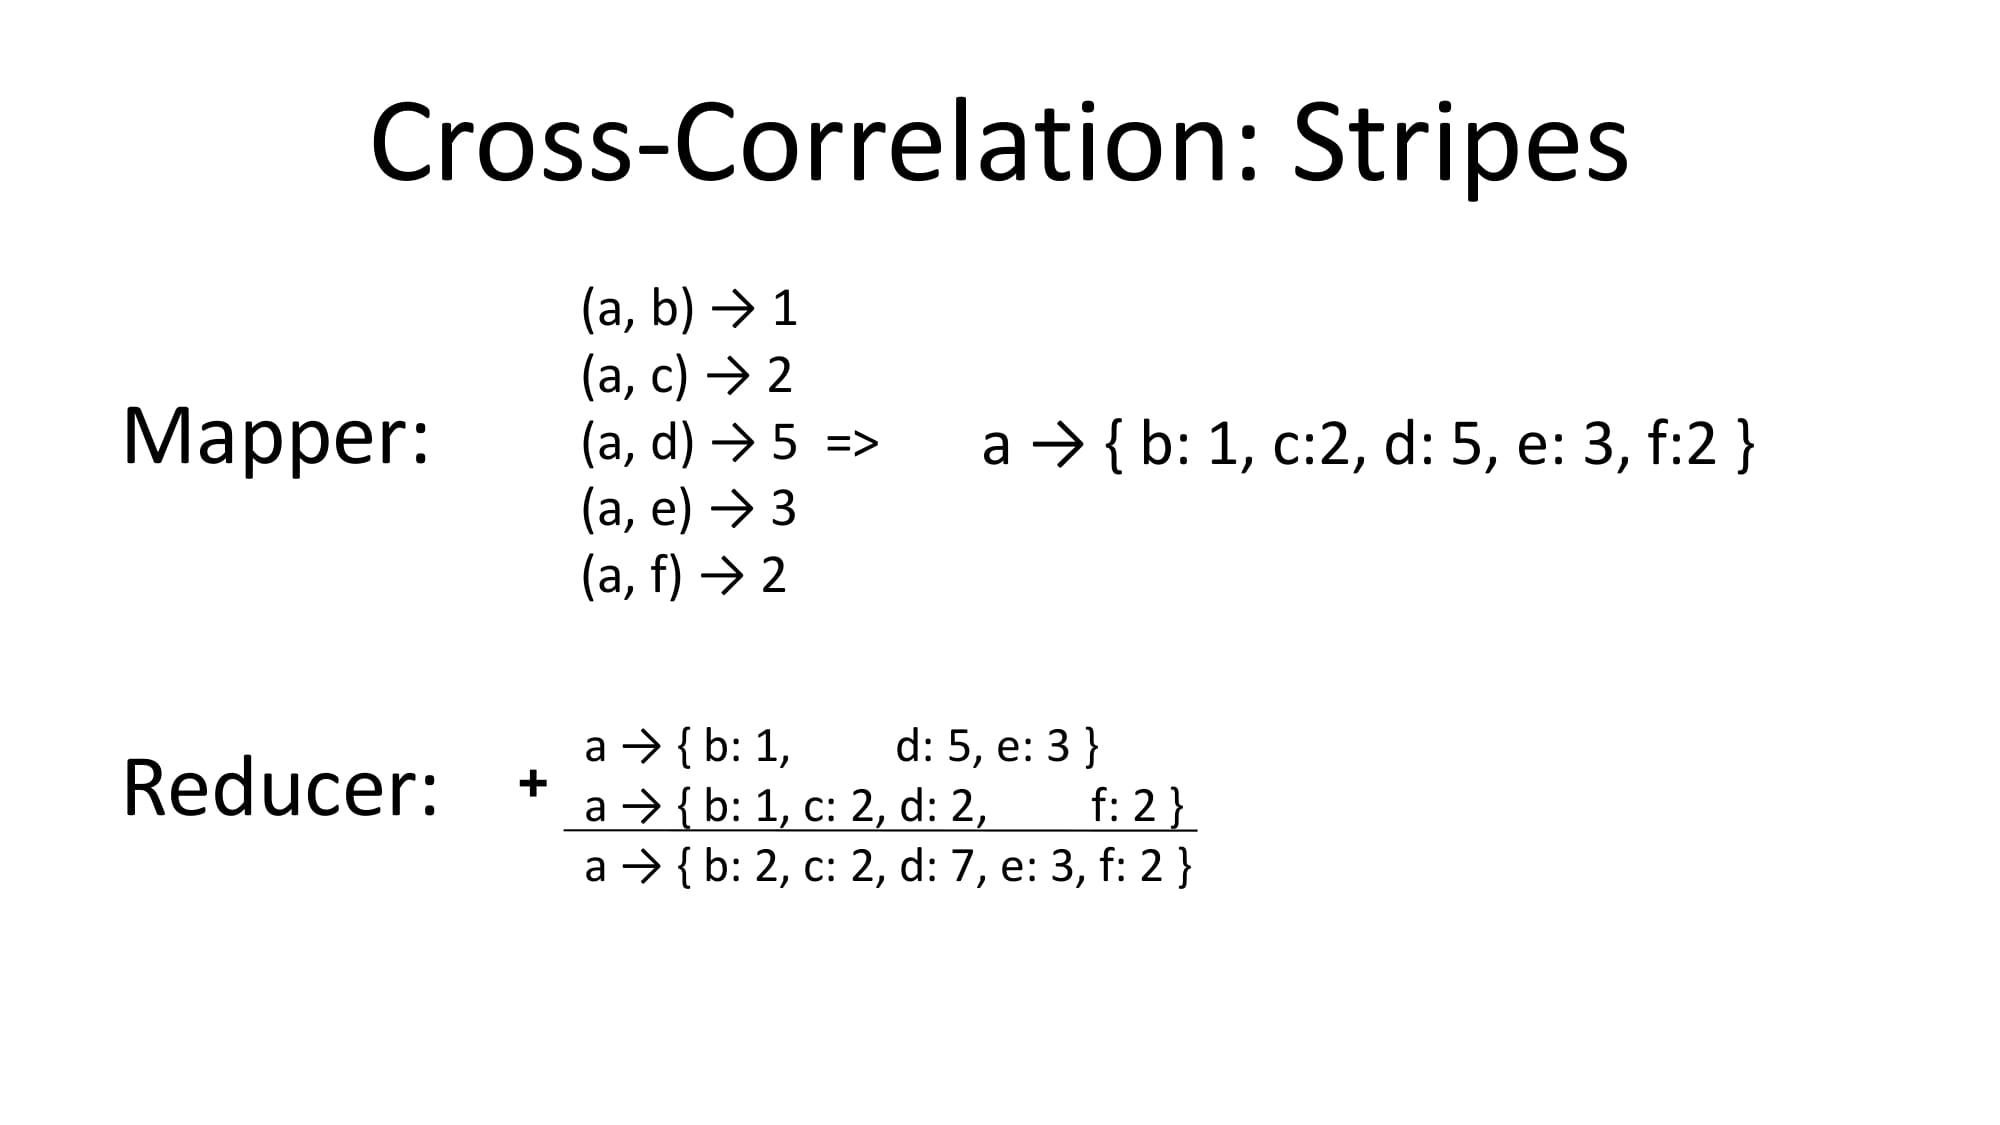 Cross-Correlation: Stripes
Mapper:
(a, b) → 1
(a, c) → 2
(a, d) → 5 => a → { b: 1, c:2, d: 5, e: 3, f:2 }
(a, e) → 3
(a, f) → 2
Reducer:
+
a → { b: 1, d: 5, e: 3 }
a → { b: 1, c: 2, d: 2, f: 2 }
a → { b: 2, c: 2, d: 7, e: 3, f: 2 }